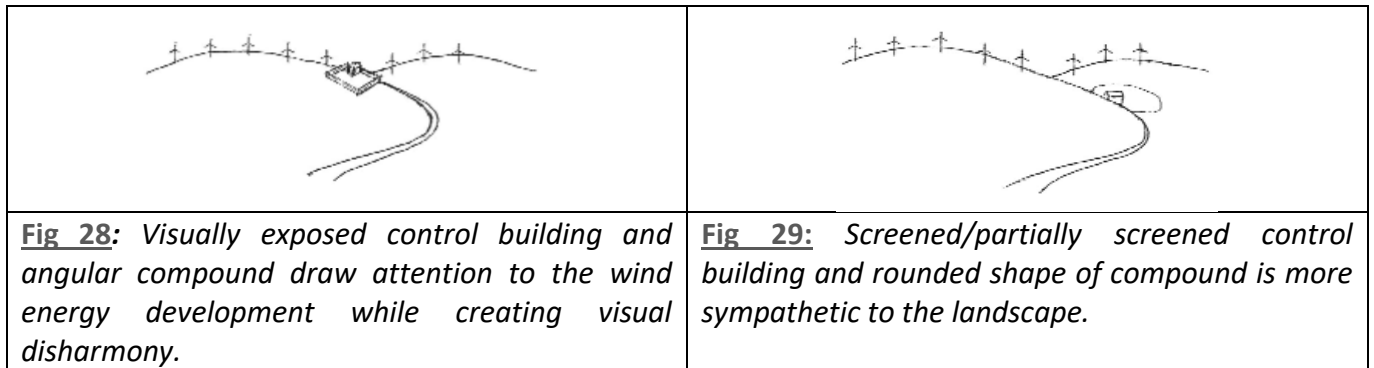 Fig 28: Visually exposed control building and
angular compound draw attention to the wind
energy development while creating visual
disharmony.
Fig 29: Screened/partially screened control
building and rounded shape of compound is more
sympathetic to the landscape.